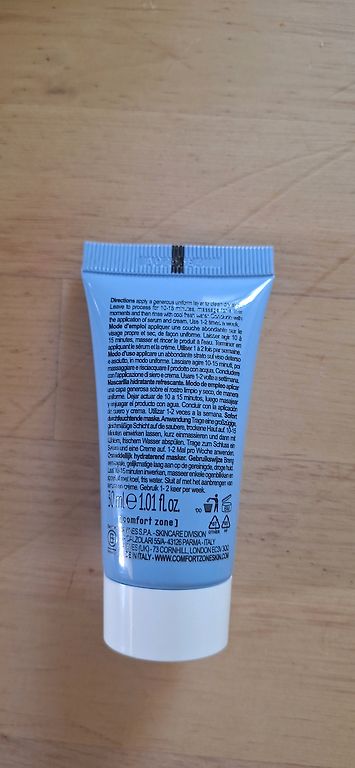 Directions apply a generous uniform layer to clean dry skin.
Leave to process for 10-15 minutes, massage for a few
moments and then rinse with cool fresh water. Conclude with
the application of serum and cream. Use 1-2 times a week.
Mode d'emploi appliquer une couche abondante sur le
visage propre et sec, de façon uniforme. Laisser agir 10 à
15 minutes, masser et rincer le produit à l'eau. Terminer en
appliquant le sérum et la crème. Utiliser 1 à 2 fois par semaine.
Modo d'uso applicare un abbondante strato sul viso deterso
e asciutto, in modo uniforme. Lasciare agire 10-15 minuti, poi
massaggiare e risciacquare il prodotto con acqua. Concludere
con l'applicazione di siero e crema. Usare 1-2 volte a settimana.
Mascarilla hidratante refrescante. Modo de empleo aplicar
una capa generosa sobre el rostro limpio y seco, de manera
uniforme. Dejar actuar de 10 a 15 minutos, luego masajear
y enjuagar el producto con agua. Concluir con la aplicación
de suero y crema. Utilizar 1-2 veces a la semana. Sofort
durchfeuchtende maske. Anwendung Trage eine großzügige,
gleichmäßige Schicht auf die saubere, trockene Haut auf. 10-15
Minuten einwirken lassen, kurz einmassieren und dann mit
kühlem, frischem Wasser abspülen. Trage zum Schluss ein
Serum und eine Creme auf. 1-2 Mal pro Woche anwenden.
Onmiddellijk hydraterend masker. Gebruikswijze Breng
een royale, gelijkmatige laag aan op de gereinigde, droge huid.
Laat 10-15 minuten inwerken, masseer enkele ogenblikken en
spoel af met koel, fris water. Sluit af met het aanbrengen van
serum en crème. Gebruik 1-2 keer per week.
30 ml e 1.01 fl.oz.
[ comfort zone ]
S.P.A. - SKINCARE DIVISION
CALZOLARI 55/A - 43126 PARMA - ITALY
(UK) - 73 CORNHILL, LONDON EC3V 3QQ
IN ITALY - WWW.COMFORTZONESKIN.COM